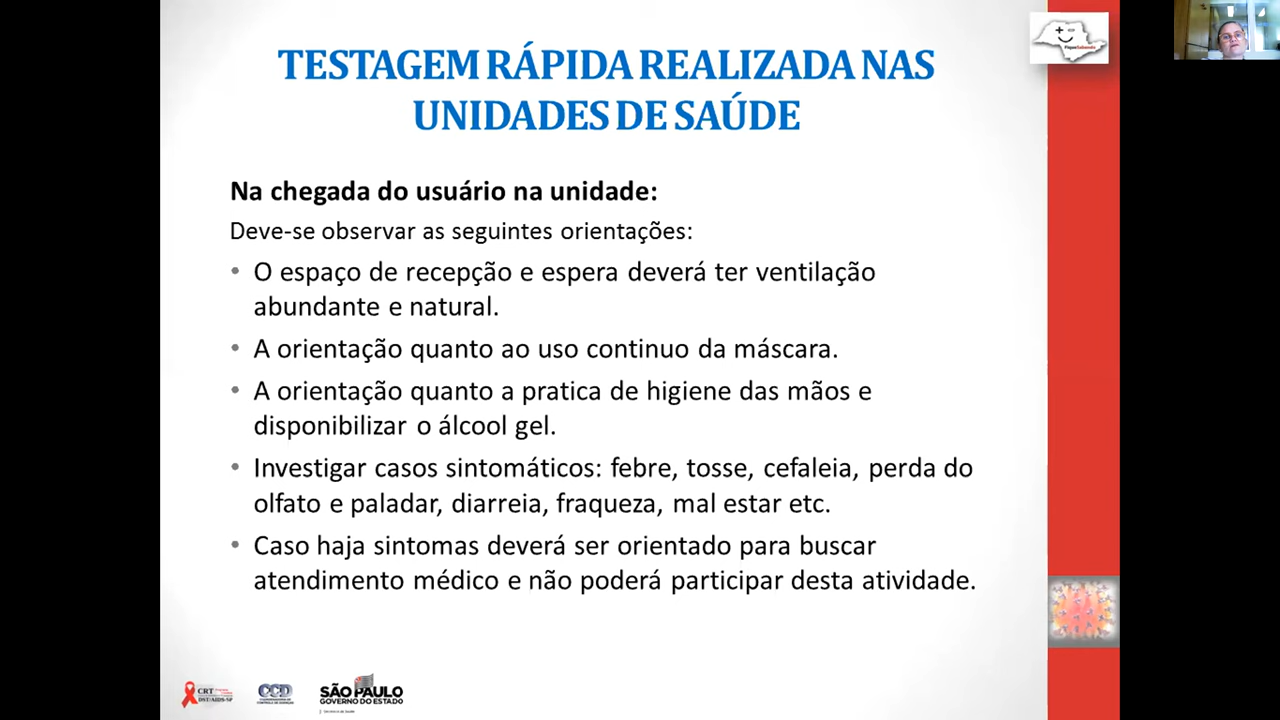 TESTAGEM RÁPIDA REALIZADA NAS
UNIDADES DE SAÚDE
Na chegada do usuário na unidade:
Deve-se observar as seguintes orientações:
• O espaço de recepção e espera deverá ter ventilação
abundante e natural.
• A orientação quanto ao uso continuo da máscara.
• A orientação quanto a pratica de higiene das mãos e
disponibilizar o álcool gel.
• Investigar casos sintomáticos: febre, tosse, cefaleia, perda do
olfato e paladar, diarreia, fraqueza, mal estar etc.
• Caso haja sintomas deverá ser orientado para buscar
atendimento médico e não poderá participar desta atividade.
CRT
DST/AIDS-SP
CCD
SÃO PAULO
GOVERNO DO ESTADO